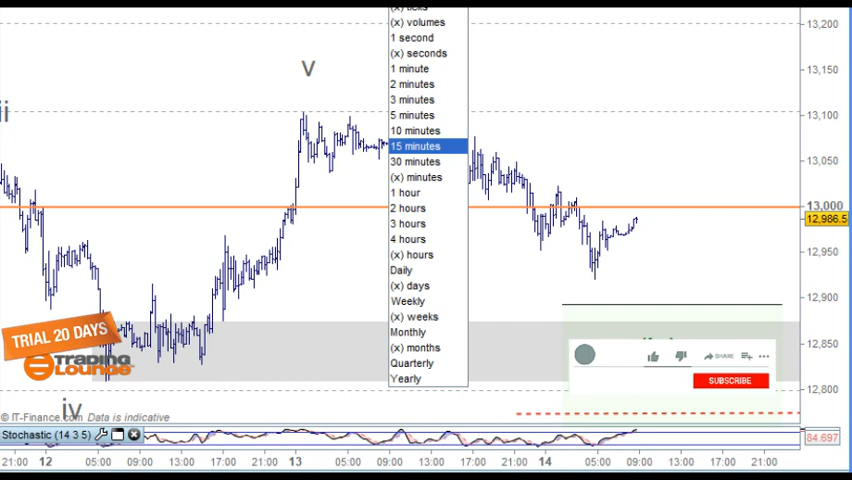 (x) ticks
(x) volumes
1 second
(x) seconds
1 minute
2 minutes
3 minutes
5 minutes
10 minutes
15 minutes
30 minutes
(x) minutes
1 hour
2 hours
3 hours
4 hours
(x) hours
Daily
(x) days
Weekly
(x) weeks
Monthly
(x) months
Quarterly
Yearly
ii
v
iv
13,200
13,150
13,100
13,050
13,000
12,986.5
12,950
12,900
12,850
12,800
TRIAL 20 DAYS
Trading
Lounge
SHARE
SUBSCRIBE
© IT-Finance.com Data is indicative
Stochastic (14 3 5)
84.697
21:00 12 05:00 09:00 13:00 17:00 21:00 13 05:00 09:00 13:00 17:00 21:00 14 05:00 09:00 13:00 17:00 21:00